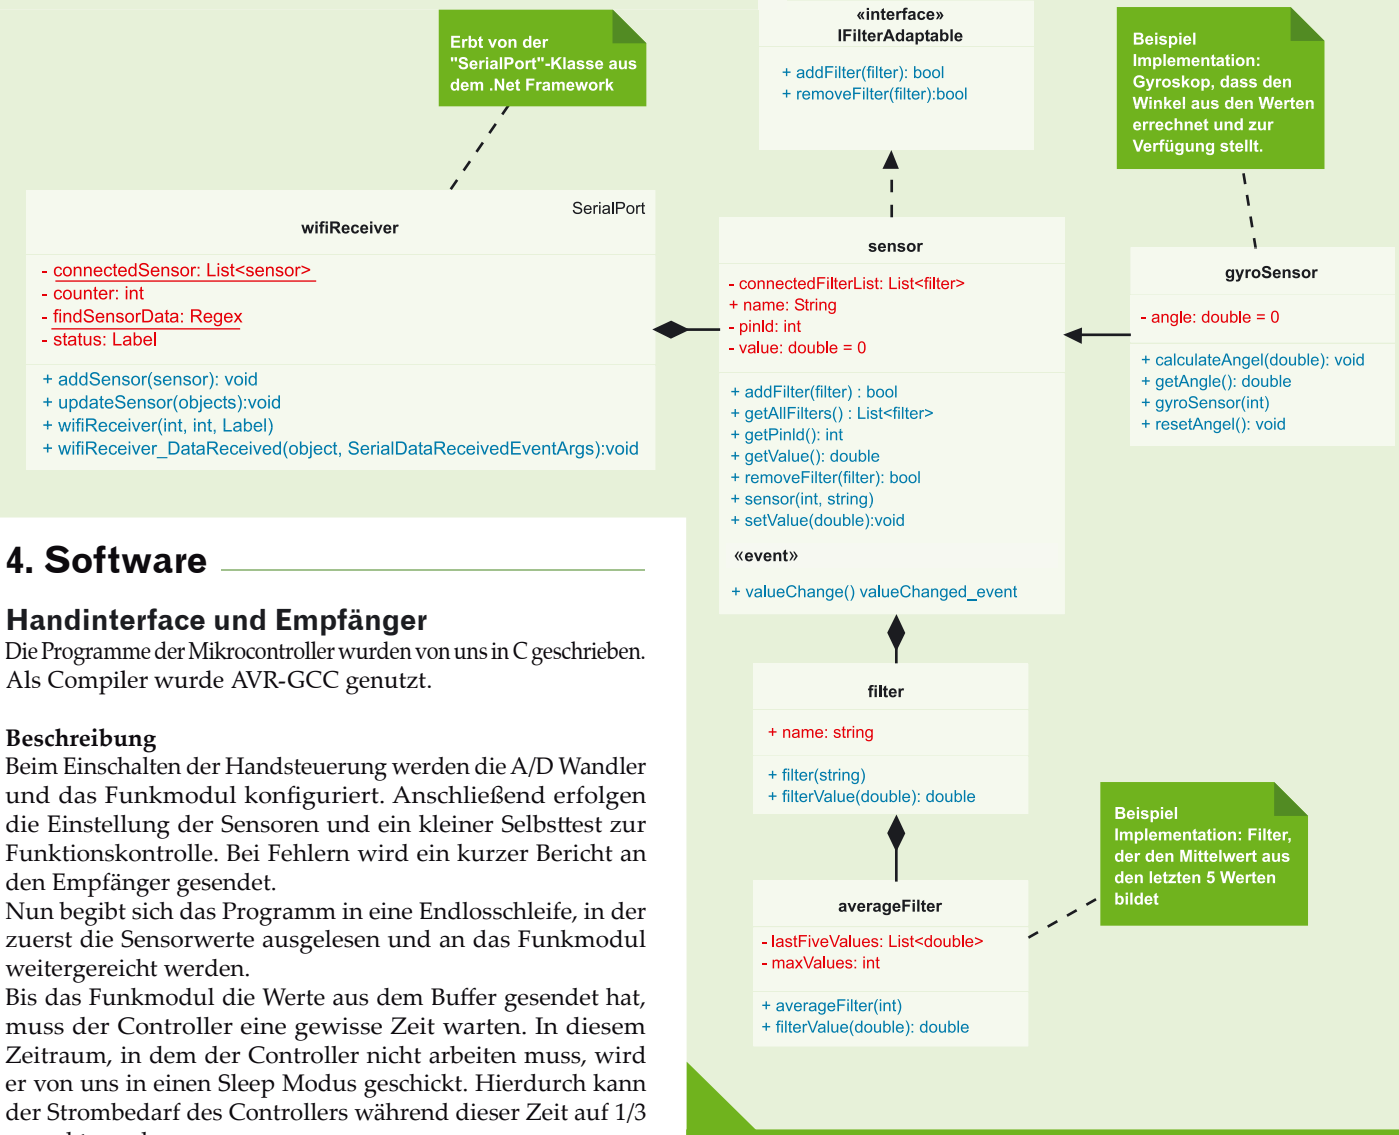 Erbt von der
"SerialPort"-Klasse aus
dem .Net Framework
«interface»
IFilterAdaptable
+ addFilter(filter): bool
+ removeFilter(filter):bool
Beispiel
Implementation:
Gyroskop, dass den
Winkel aus den Werten
errechnet und zur
Verfügung stellt.
SerialPort
wifiReceiver
- connectedSensor: List<sensor>
- counter: int
- findSensorData: Regex
- status: Label
+ addSensor(sensor): void
+ updateSensor(objects):void
+ wifiReceiver(int, int, Label)
+ wifiReceiver_DataReceived(object, SerialDataReceivedEventArgs):void
sensor
- connectedFilterList: List<filter>
+ name: String
- pinId: int
- value: double = 0
+ addFilter(filter) : bool
+ getAllFilters() : List<filter>
+ getPinId(): int
+ getValue(): double
+ removeFilter(filter): bool
+ sensor(int, string)
+ setValue(double):void
«event»
+ valueChange() valueChanged_event
gyroSensor
- angle: double = 0
+ calculateAngel(double): void
+ getAngle(): double
+ gyroSensor(int)
+ resetAngel(): void
filter
+ name: string
+ filter(string)
+ filterValue(double): double
averageFilter
- lastFiveValues: List<double>
- maxValues: int
+ averageFilter(int)
+ filterValue(double): double
Beispiel
Implementation: Filter,
der den Mittelwert aus
den letzten 5 Werten
bildet
4. Software
Handinterface und Empfänger
Die Programme der Mikrocontroller wurden von uns in C geschrieben.
Als Compiler wurde AVR-GCC genutzt.
Beschreibung
Beim Einschalten der Handsteuerung werden die A/D Wandler
und das Funkmodul konfiguriert. Anschließend erfolgen
die Einstellung der Sensoren und ein kleiner Selbsttest zur
Funktionskontrolle. Bei Fehlern wird ein kurzer Bericht an
den Empfänger gesendet.
Nun begibt sich das Programm in eine Endlosschleife, in der
zuerst die Sensorwerte ausgelesen und an das Funkmodul
weitergereicht werden.
Bis das Funkmodul die Werte aus dem Buffer gesendet hat,
muss der Controller eine gewisse Zeit warten. In diesem
Zeitraum, in dem der Controller nicht arbeiten muss, wird
er von uns in einen Sleep Modus geschickt. Hierdurch kann
der Strombedarf des Controllers während dieser Zeit auf 1/3